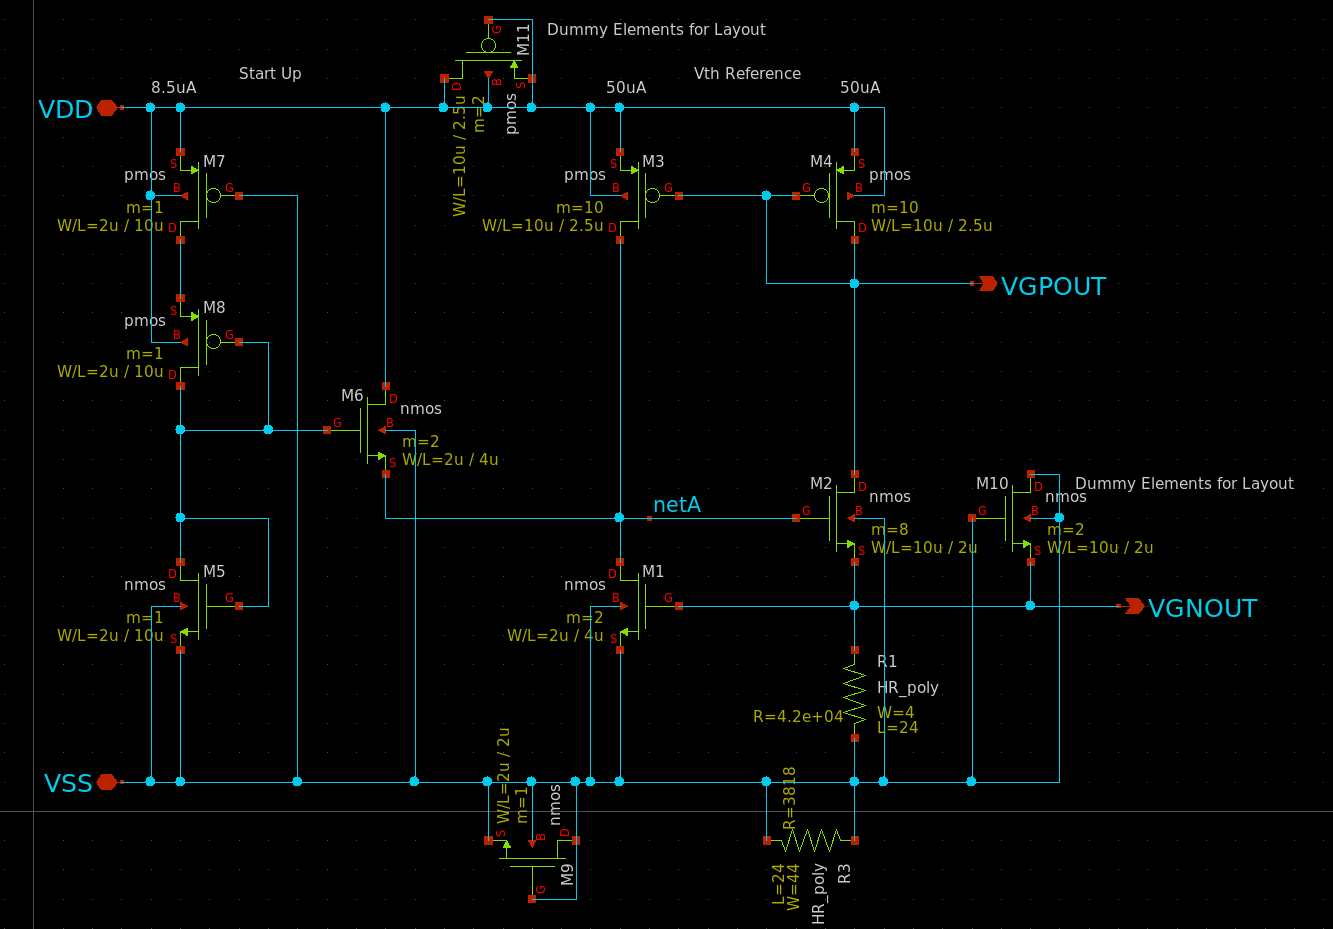 Dummy Elements for Layout
Start Up
Vth Reference
8.5uA
50uA
50uA
VDD
G
M11
D
B
S
W/L=10u / 2.5u
m=2
pmos
M7
S
pmos
B
G
m=1
W/L=2u / 10u
D
M3
S
pmos
B
G
m=10
W/L=10u / 2.5u
D
M4
S
pmos
G
B
m=10
W/L=10u / 2.5u
D
VGPOUT
M8
S
pmos
B
G
m=1
W/L=2u / 10u
D
M6
D
nmos
G
B
m=2
W/L=2u / 4u
S
netA
M2
D
nmos
G
B
m=8
W/L=10u / 2u
S
M10
Dummy Elements for Layout
D
nmos
G
B
m=2
W/L=10u / 2u
S
M5
D
nmos
B
G
m=1
W/L=2u / 10u
S
M1
D
nmos
B
G
m=2
W/L=2u / 4u
S
VGNOUT
R1
HR_poly
R=4.2e+04
W=4
L=24
VSS
W/L=2u / 2u
m=1
nmos
S
B
D
G
M9
R=3818
L=24
W=44
HR_poly
R3